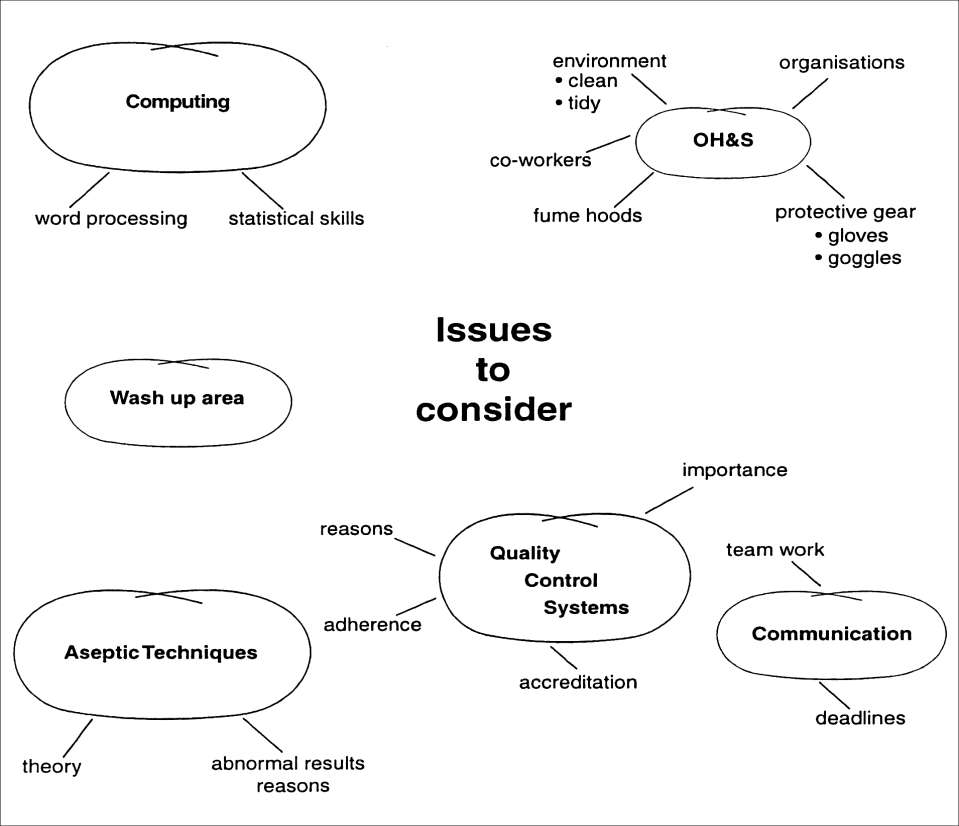 Computing
word processing
statistical skills
environment
• clean
• tidy
organisations
OH&S
co-workers
fume hoods
protective gear
• gloves
• goggles
Issues
to
consider
Wash up area
importance
reasons
Quality
Control
Systems
adherence
accreditation
team work
Communication
deadlines
Aseptic Techniques
theory
abnormal results
reasons